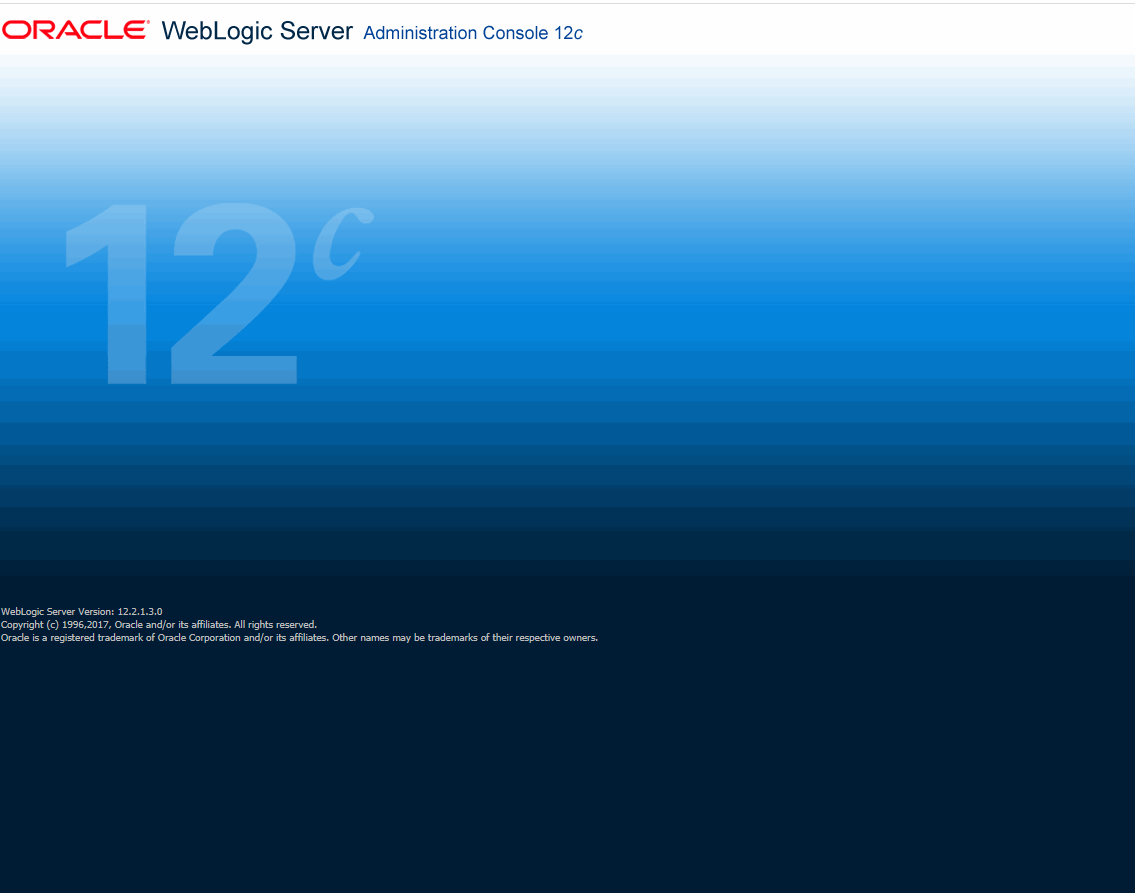 ORACLE® WebLogic Server Administration Console 12c
12c
WebLogic Server Version: 12.2.1.3.0
Copyright (c) 1996,2017, Oracle and/or its affiliates. All rights reserved.
Oracle is a registered trademark of Oracle Corporation and/or its affiliates. Other names may be trademarks of their respective owners.